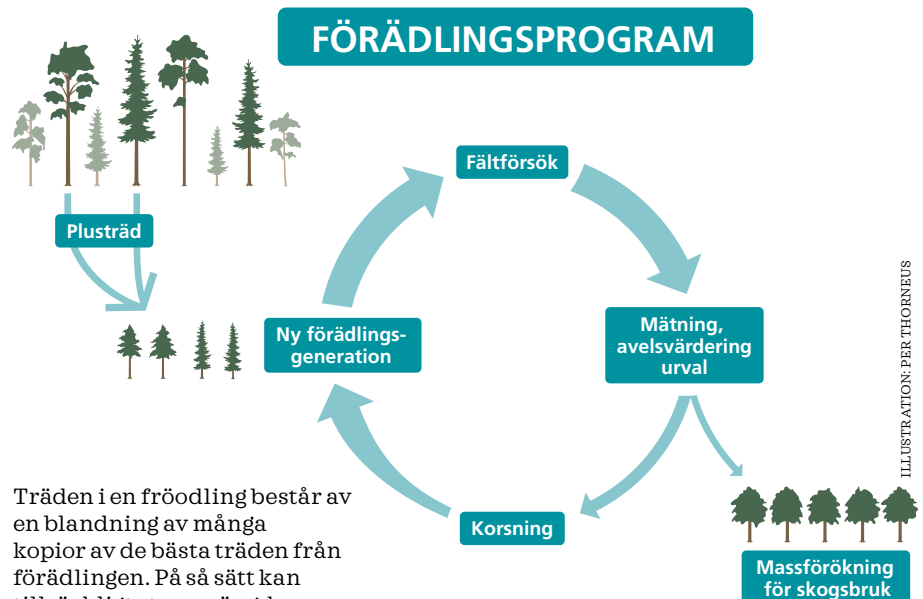 FÖRÄDLINGSPROGRAM
Fältförsök
Plusträd
Ny förädlings-
generation
Mätning,
avelsvärdering
urval
ILLUSTRATION: PER THORNEUS
Korsning
Massförökning
för skogsbruk
Träden i en fröodling består av
en blandning av många
kopior av de bästa träden från
förädlingen. På så sätt kan